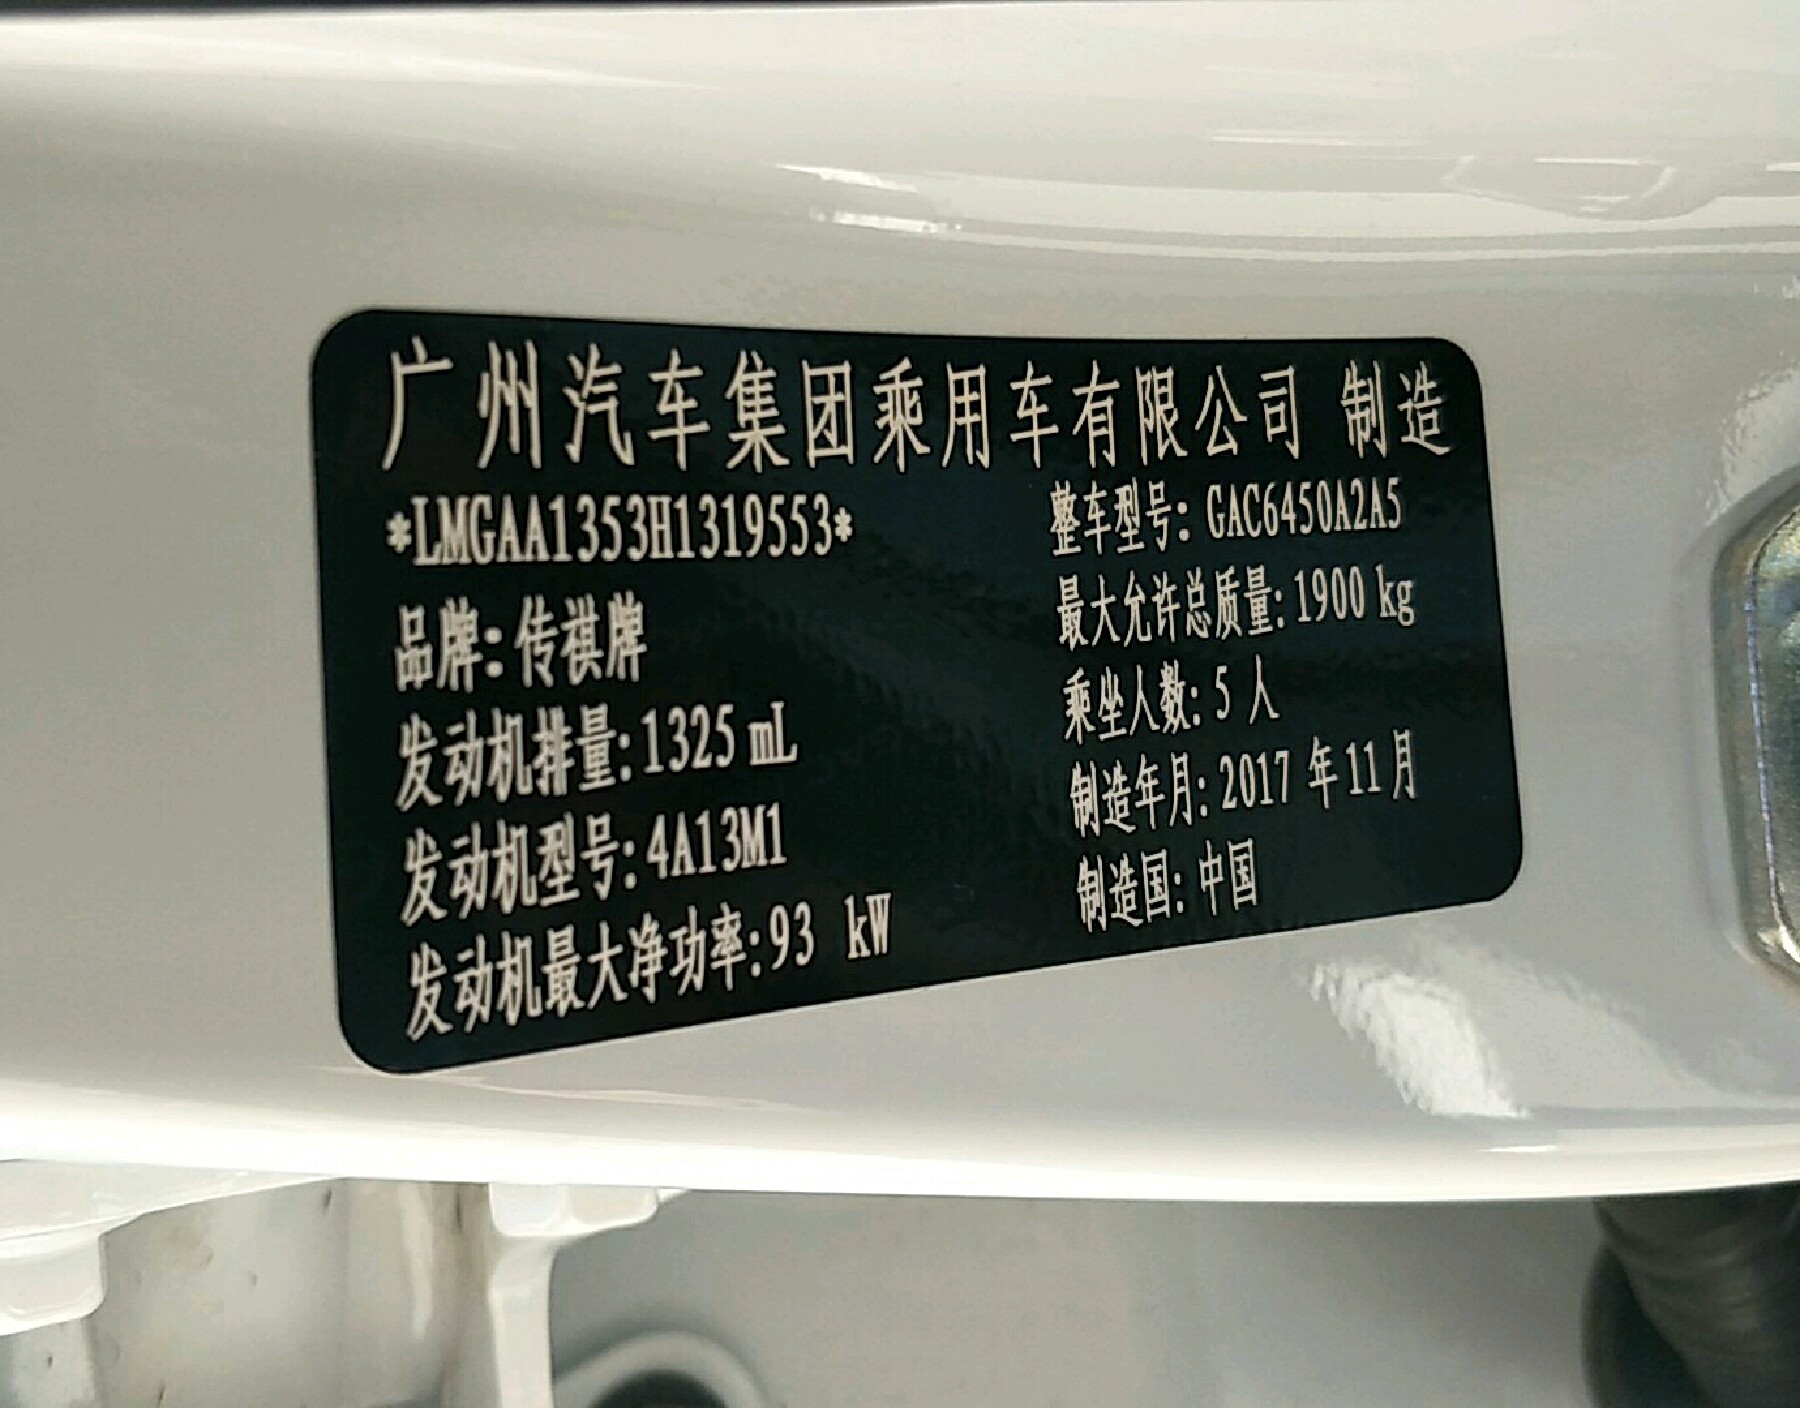 广州汽车集团乘用车有限公司 制造
*LMGAA1353H1319553*
品牌:传祺牌
发动机排量:1325 mL
发动机型号:4A13M1
发动机最大净功率:93 kW
整车型号:GAC6450A2A5
最大允许总质量:1900 kg
乘坐人数:5 人
制造年月:2017 年11月
制造国:中国